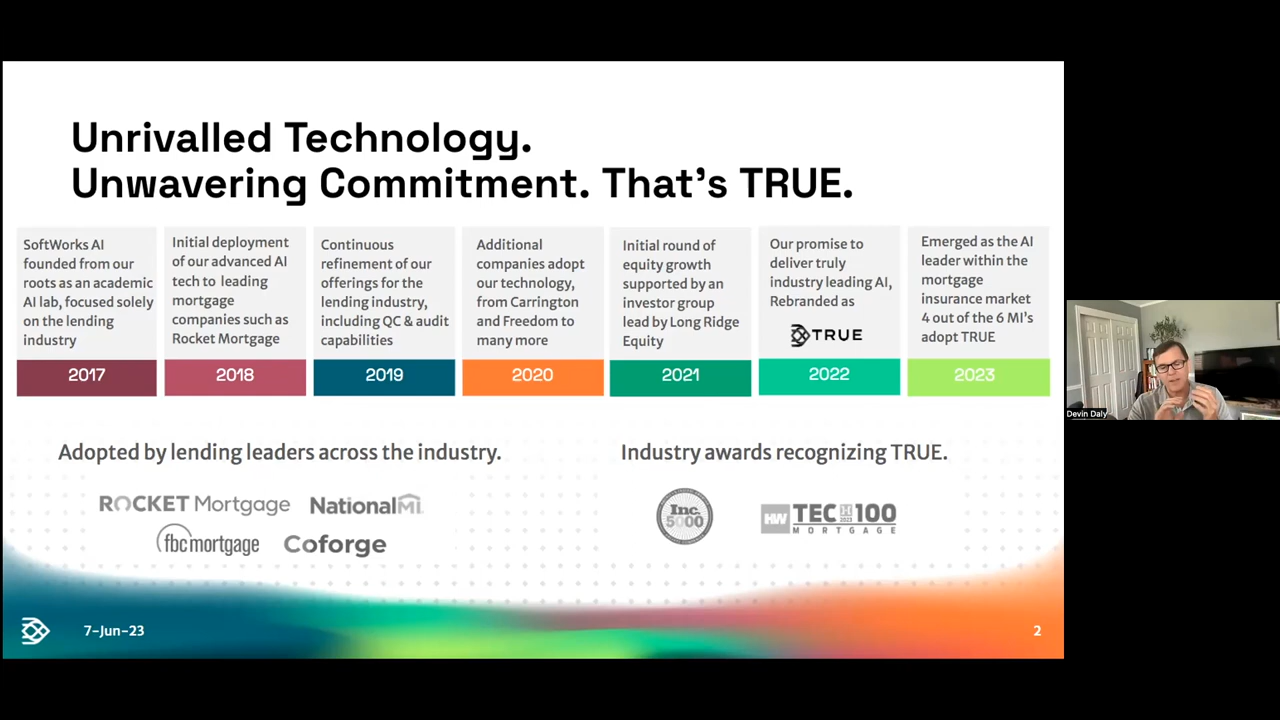 Unrivalled Technology.
Unwavering Commitment. That's TRUE.
SoftWorks AI
founded from our
roots as an academic
AI lab, focused solely
on the lending
industry
2017
Initial deployment
of our advanced AI
tech to leading
mortgage
companies such as
Rocket Mortgage
2018
Continuous
refinement of our
offerings for the
lending industry,
including QC & audit
capabilities
2019
Additional
companies adopt
our technology,
from Carrington
and Freedom to
many more
2020
Initial round of
equity growth
supported by an
investor group
lead by Long Ridge
Equity
2021
Our promise to
deliver truly
industry leading AI,
Rebranded as
TRUE
2022
Emerged as the AI
leader within the
mortgage
insurance market
4 out of the 6 MI's
adopt TRUE
2023
Adopted by lending leaders across the industry.
ROCKET Mortgage
NationalMI
fbcmortgage
Coforge
Industry awards recognizing TRUE.
Inc.
5000
HW TECH 2023 100
MORTGAGE
7-Jun-23
2
Devin Daly